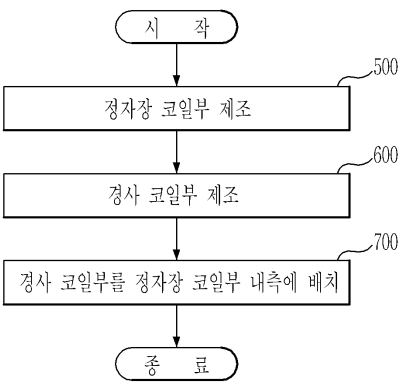 시 작
500
정자장 코일부 제조
600
경사 코일부 제조
700
경사 코일부를 정자장 코일부 내측에 배치
종 료